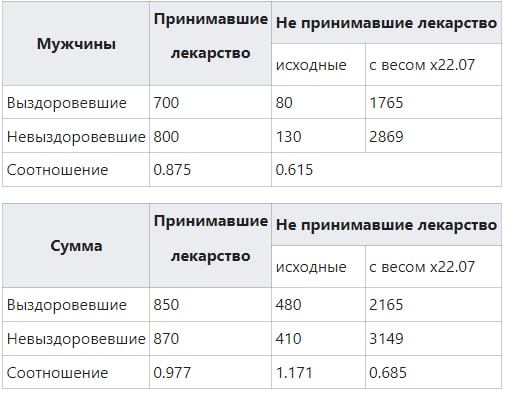 Мужчины Принимавшие лекарство Не принимавшие лекарство
исходные с весом x22.07
Выздоровевшие 700 80 1765
Невыздоровевшие 800 130 2869
Соотношение 0.875 0.615
Сумма Принимавшие лекарство Не принимавшие лекарство
исходные с весом x22.07
Выздоровевшие 850 480 2165
Невыздоровевшие 870 410 3149
Соотношение 0.977 1.171 0.685